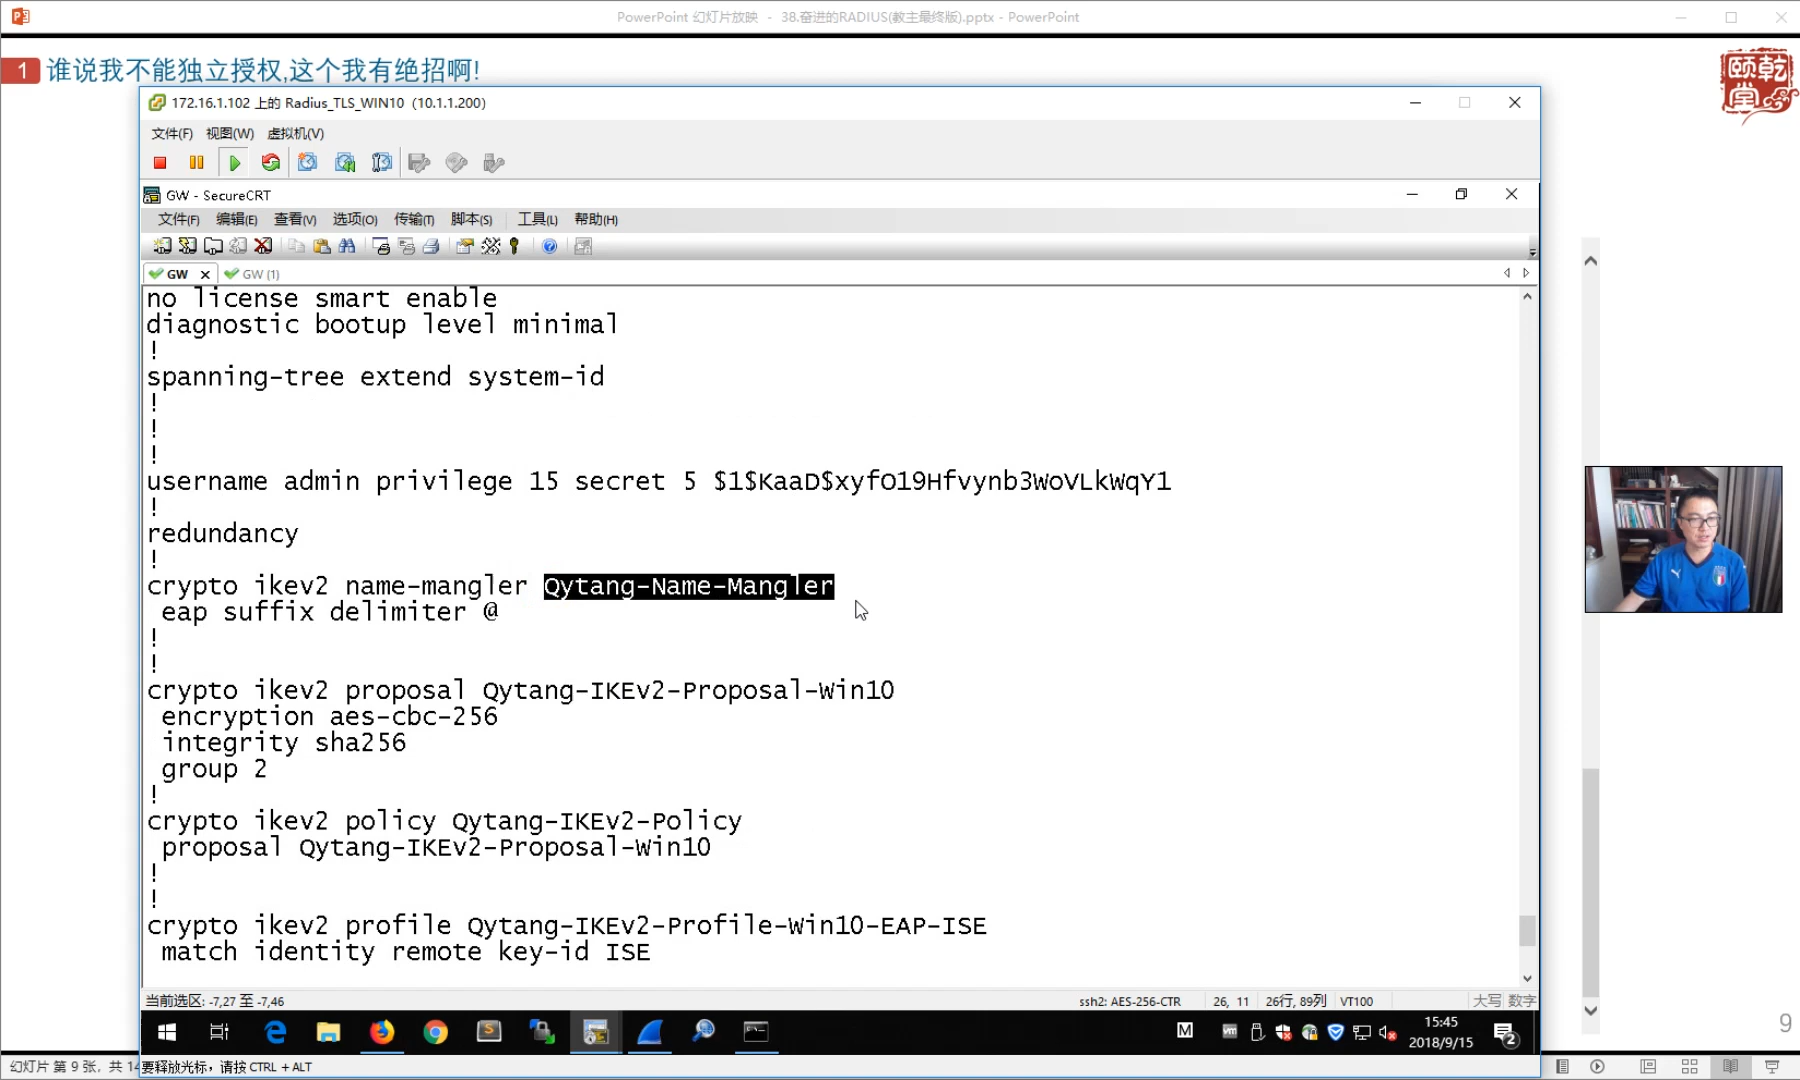 PowerPoint 幻灯片放映 - 38.奋进的RADIUS(教主最终版).pptx - PowerPoint
1 谁说我不能独立授权,这个我有绝招啊!
颐乾堂
172.16.1.102 上的 Radius_TLS_WIN10 (10.1.1.200)
文件(F) 视图(W) 虚拟机(V)
GW - SecureCRT
文件(F) 编辑(E) 查看(V) 选项(O) 传输(T) 脚本(S) 工具(L) 帮助(H)
GW GW (1)
no license smart enable
diagnostic bootup level minimal
!
spanning-tree extend system-id
!
!
!
username admin privilege 15 secret 5 $1$KaaD$xyfO19Hfvynb3WoVLkWqY1
!
redundancy
!
crypto ikev2 name-mangler Qytang-Name-Mangler
 eap suffix delimiter @
!
!
crypto ikev2 proposal Qytang-IKEv2-Proposal-Win10
 encryption aes-cbc-256
 integrity sha256
 group 2
!
crypto ikev2 policy Qytang-IKEv2-Policy
 proposal Qytang-IKEv2-Proposal-Win10
!
!
crypto ikev2 profile Qytang-IKEv2-Profile-Win10-EAP-ISE
 match identity remote key-id ISE
当前选区: -7,27 至 -7,46 ssh2: AES-256-CTR 26, 11 26行, 89列 VT100 大写 数字
15:45
2018/9/15
2
9
幻灯片 第 9 张，共 14
要释放光标，请按 CTRL + ALT